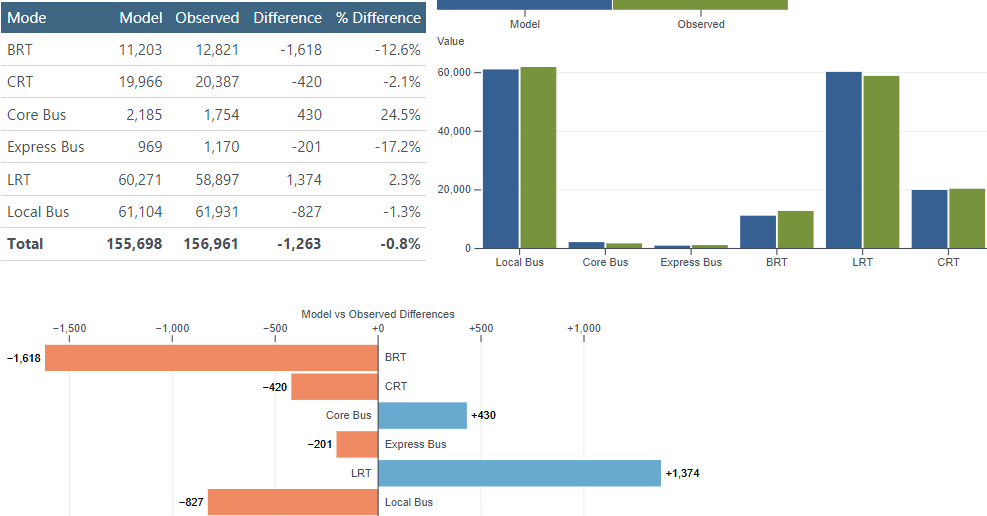 Mode Model Observed Difference % Difference
BRT 11,203 12,821 -1,618 -12.6%
CRT 19,966 20,387 -420 -2.1%
Core Bus 2,185 1,754 430 24.5%
Express Bus 969 1,170 -201 -17.2%
LRT 60,271 58,897 1,374 2.3%
Local Bus 61,104 61,931 -827 -1.3%
Total 155,698 156,961 -1,263 -0.8%
Model Observed
Value
60,000
40,000
20,000
0
Local Bus Core Bus Express Bus BRT LRT CRT
Model vs Observed Differences
−1,500 −1,000 −500 +0 +500 +1,000
−1,618 BRT
−420 CRT
Core Bus +430
−201 Express Bus
LRT +1,374
−827 Local Bus